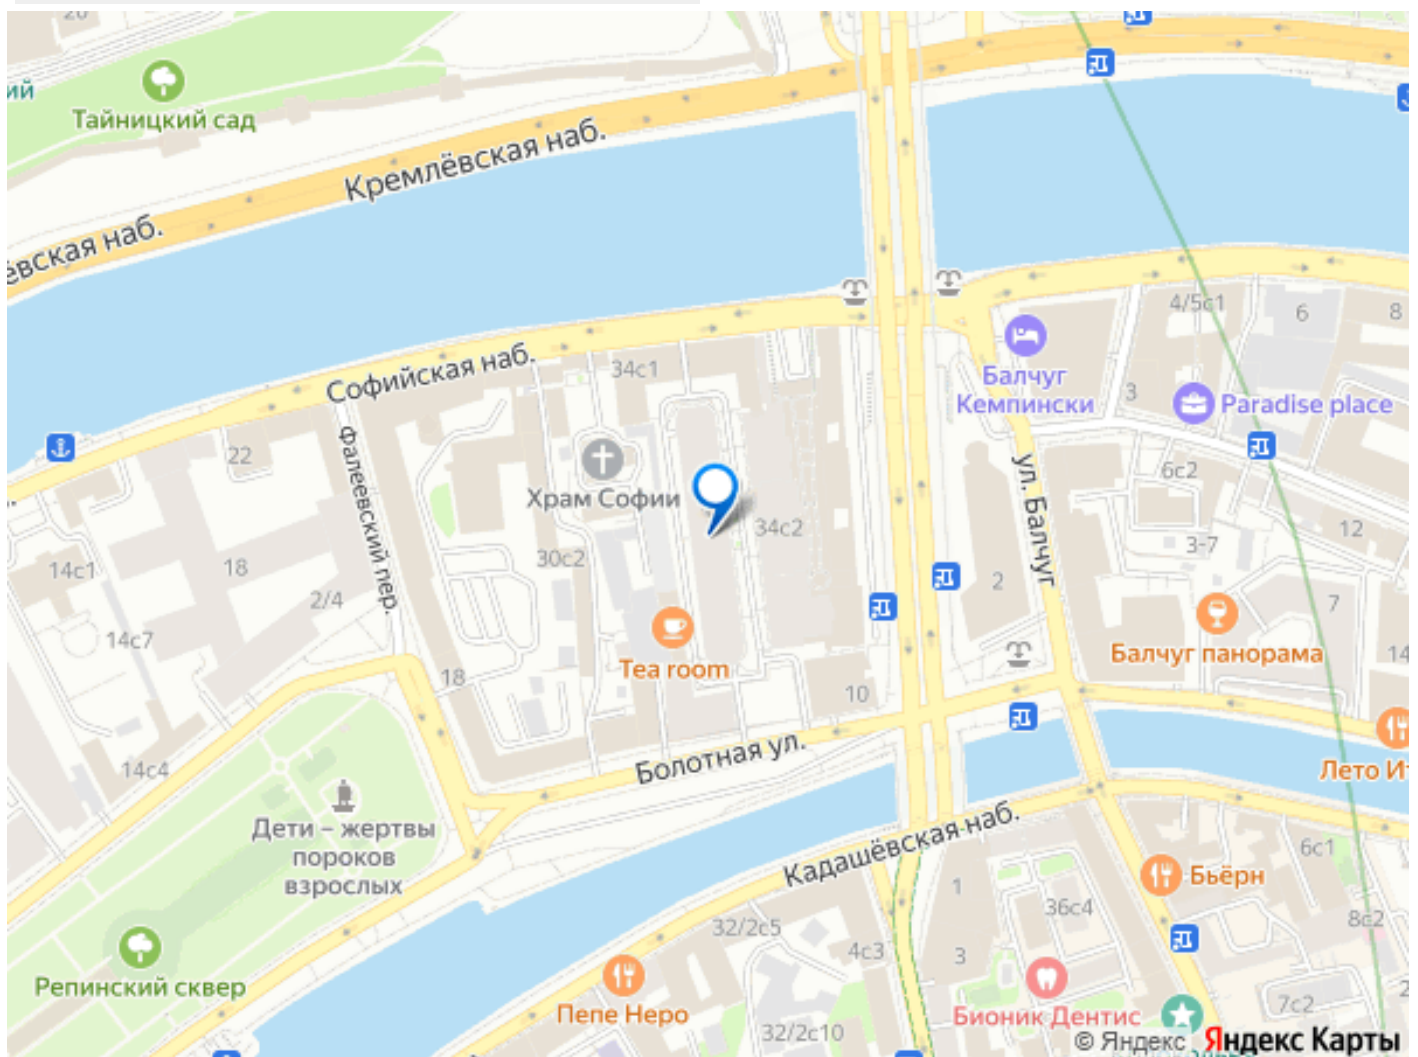 20
ий
Тайницкий сад
Кремлёвская наб.
ёвская наб.
4/5с1
6
8
Софийская наб.
34с1
Балчуг
Кемпински
3
Paradise place
22
Фалеевский пер.
Храм Софии
ул. Балчуг
6с2
34с2
12
3-7
30с2
14с1
18
2/4
2
7
14с7
Tea room
Балчуг панорама
14
18
10
14с4
Болотная ул.
Лето Ит
Дети – жертвы
пороков
взрослых
Кадашёвская наб.
6с1
Бьёрн
1
36с4
8с2
32/2с5
4с3
3
Репинский сквер
Пепе Неро
Бионик Дентис
7с2
2
32/2с10
© Яндекс Яндекс Карты